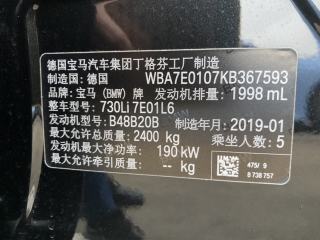 德国宝马汽车集团丁格芬工厂制造
制造国：德国 WBA7E0107KB367593
品牌：宝马（BMW）牌 发动机排量：1998 mL
整车型号：730Li 7E01L6
发动机型号：B48B20B 制造年月：2019-01
最大允许总质量：2400 kg 乘坐人数：5
发动机最大净功率：190 kW
最大允许牵引质量：-- kg
475/ 9
8 738 757